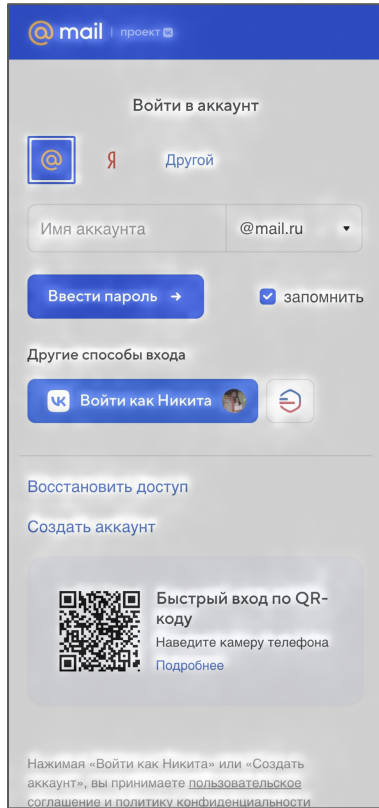 @mail | проект VK
Войти в аккаунт
@ Я Другой
Имя аккаунта @mail.ru
Ввести пароль → запомнить
Другие способы входа
VK Войти как Никита
Восстановить доступ
Создать аккаунт
Быстрый вход по QR-
коду
Наведите камеру телефона
Подробнее
Нажимая «Войти как Никита» или «Создать
аккаунт», вы принимаете пользовательское
соглашение и политику конфиденциальности